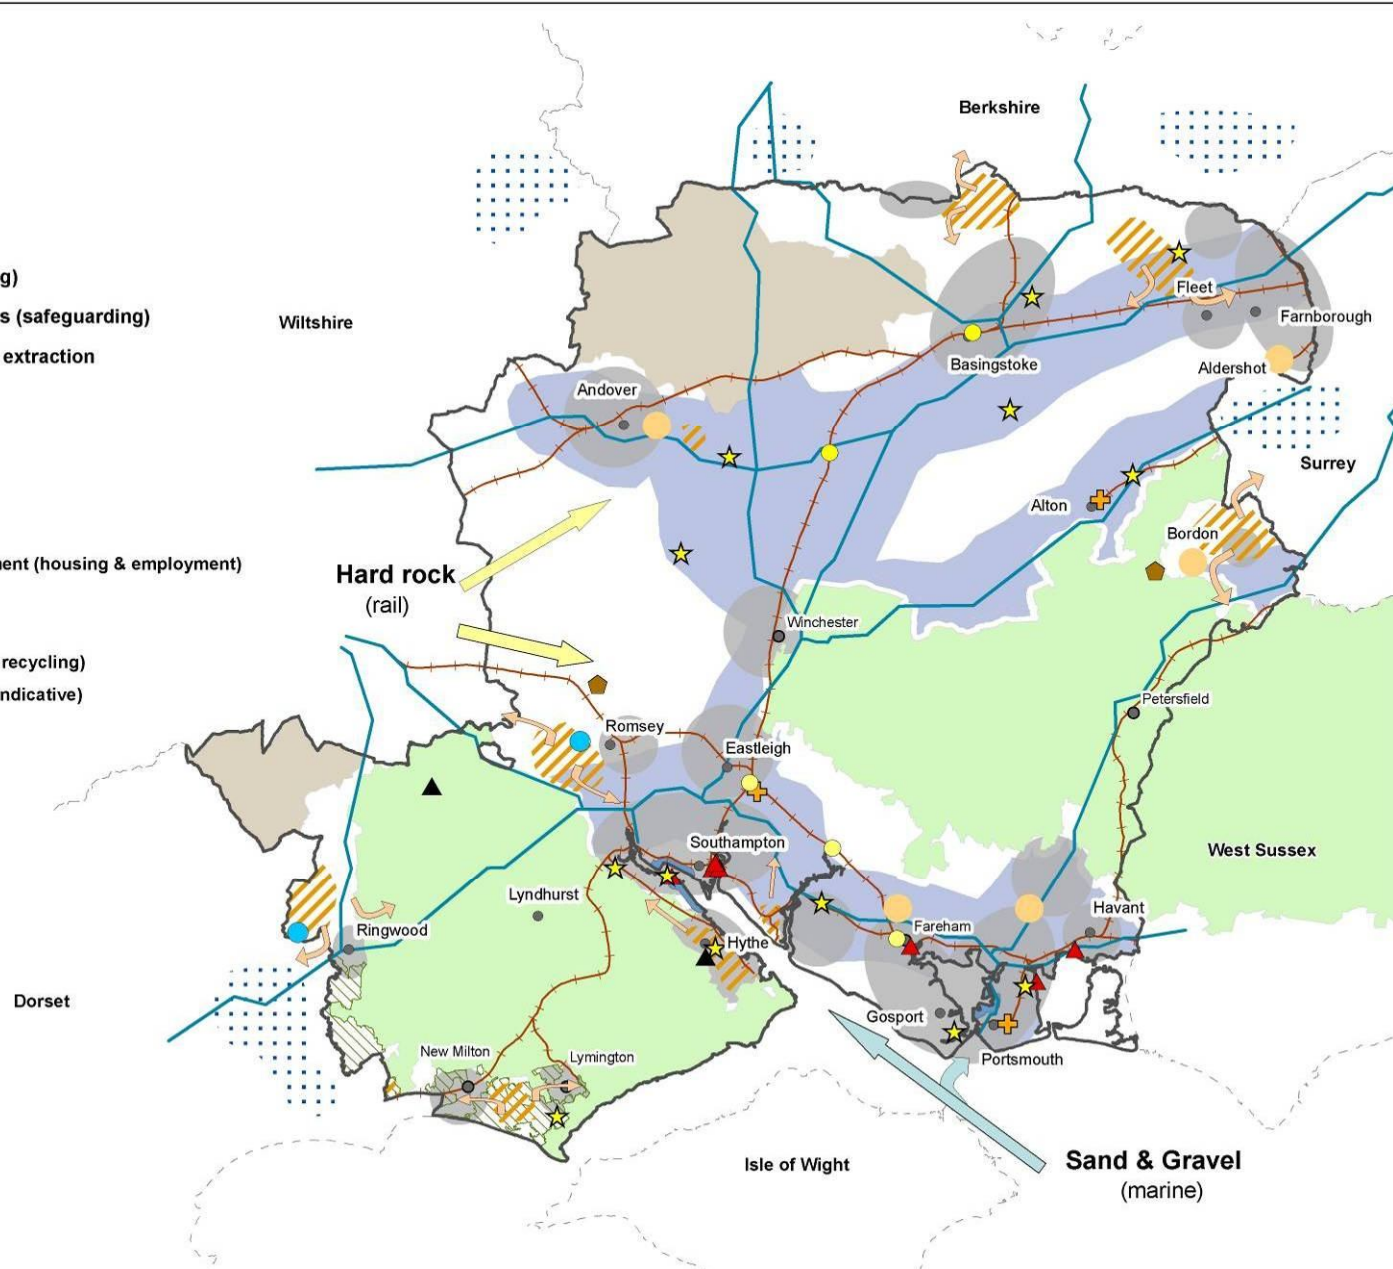 Berkshire
g)
Fleet
s (safeguarding)
Wiltshire
Farnborough
extraction
Basingstoke
Aldershot
Andover
Surrey
Alton
Bordon
nent (housing & employment)
Hard rock
(rail)
Winchester
recycling)
ndicative)
Petersfield
Romsey
Eastleigh
Southampton
West Sussex
Lyndhurst
Havant
Ringwood
Fareham
Hythe
Dorset
Gosport
New Milton
Lymington
Portsmouth
Isle of Wight
Sand & Gravel
(marine)